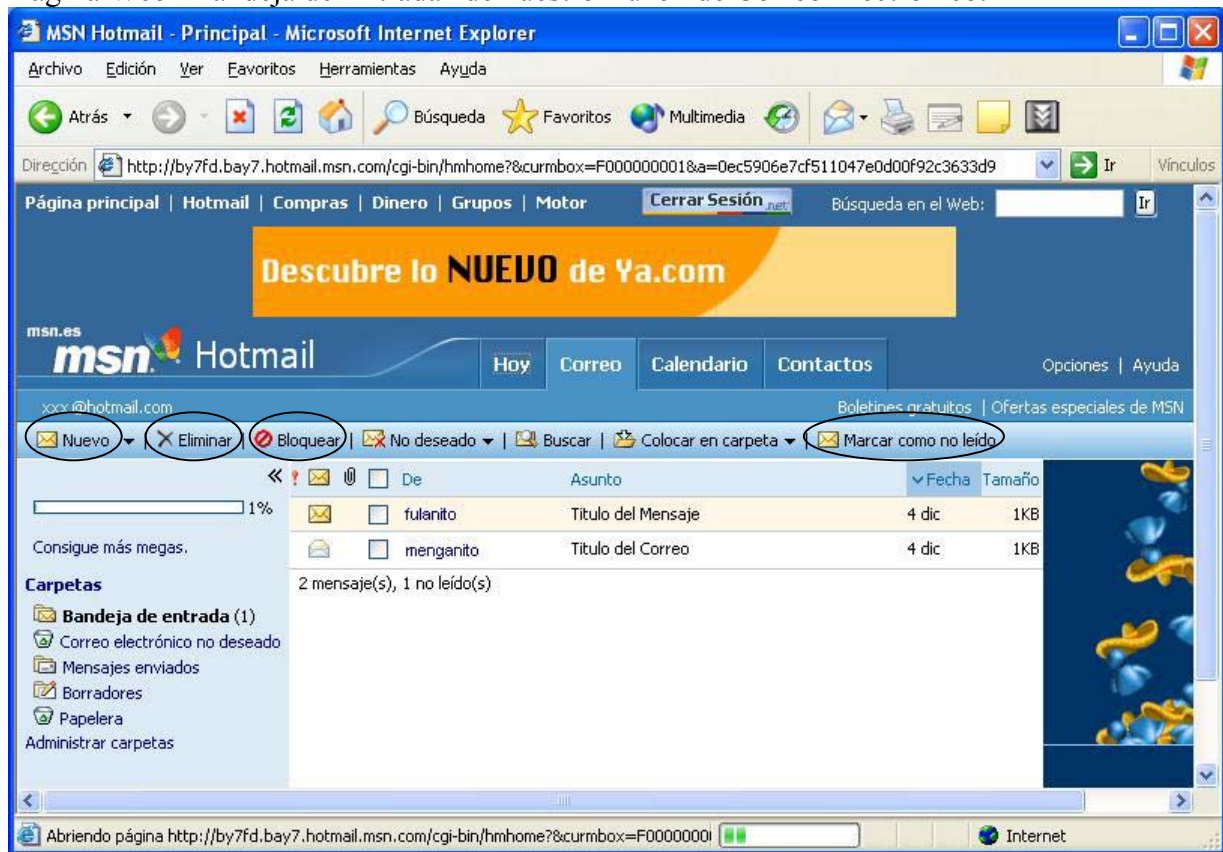 MSN Hotmail - Principal - Microsoft Internet Explorer
Archivo Edición Ver Favoritos Herramientas Ayuda
Atrás Búsqueda Favoritos Multimedia
Dirección http://by7fd.bay7.hotmail.msn.com/cgi-bin/hmhome?&curmbox=F000000001&a=0ec5906e7cf511047e0d00f92c3633d9 Ir Vínculos
Página principal | Hotmail | Compras | Dinero | Grupos | Motor Cerrar Sesión .net Búsqueda en el Web: Ir
Descubre lo NUEVO de Ya.com
msn.es
msn Hotmail Hoy Correo Calendario Contactos Opciones | Ayuda
xxx @hotmail.com Boletines gratuitos | Ofertas especiales de MSN
Nuevo | Eliminar | Bloquear | No deseado | Buscar | Colocar en carpeta | Marcar como no leído
De Asunto Fecha Tamaño
1% fulanito Titulo del Mensaje 4 dic 1KB
Consigue más megas. menganito Titulo del Correo 4 dic 1KB
Carpetas 2 mensaje(s), 1 no leído(s)
Bandeja de entrada (1)
Correo electrónico no deseado
Mensajes enviados
Borradores
Papelera
Administrar carpetas
Abriendo página http://by7fd.bay7.hotmail.msn.com/cgi-bin/hmhome?&curmbox=F0000000 Internet